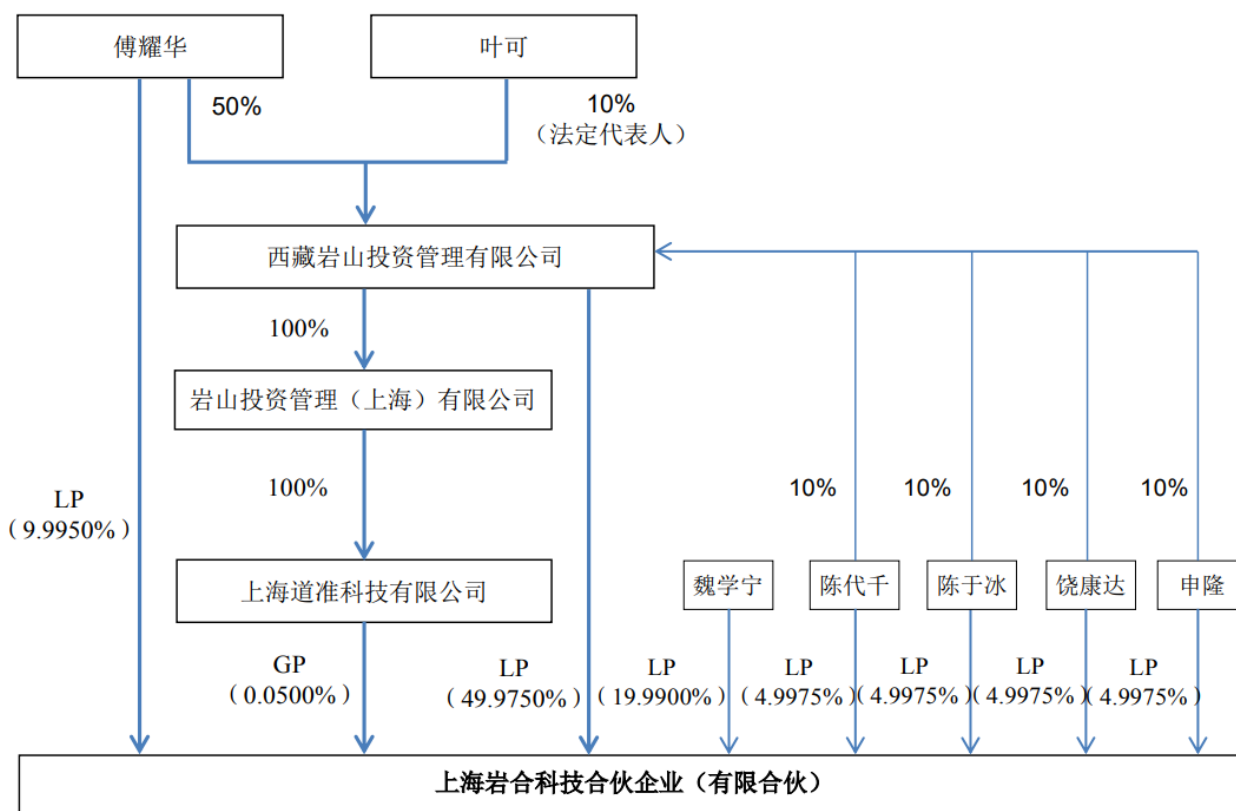 傅耀华
叶可
50%
10%
（法定代表人）
西藏岩山投资管理有限公司
100%
岩山投资管理（上海）有限公司
100%
10%
10%
10%
10%
LP
（9.9950%）
上海道准科技有限公司
魏学宁
陈代千
陈于冰
饶康达
申隆
GP
(0.0500%)
LP
(49.9750%)
LP
(19.9900%)
LP
(4.9975%)
LP
(4.9975%)
LP
(4.9975%)
LP
(4.9975%)
上海岩合科技合伙企业（有限合伙）